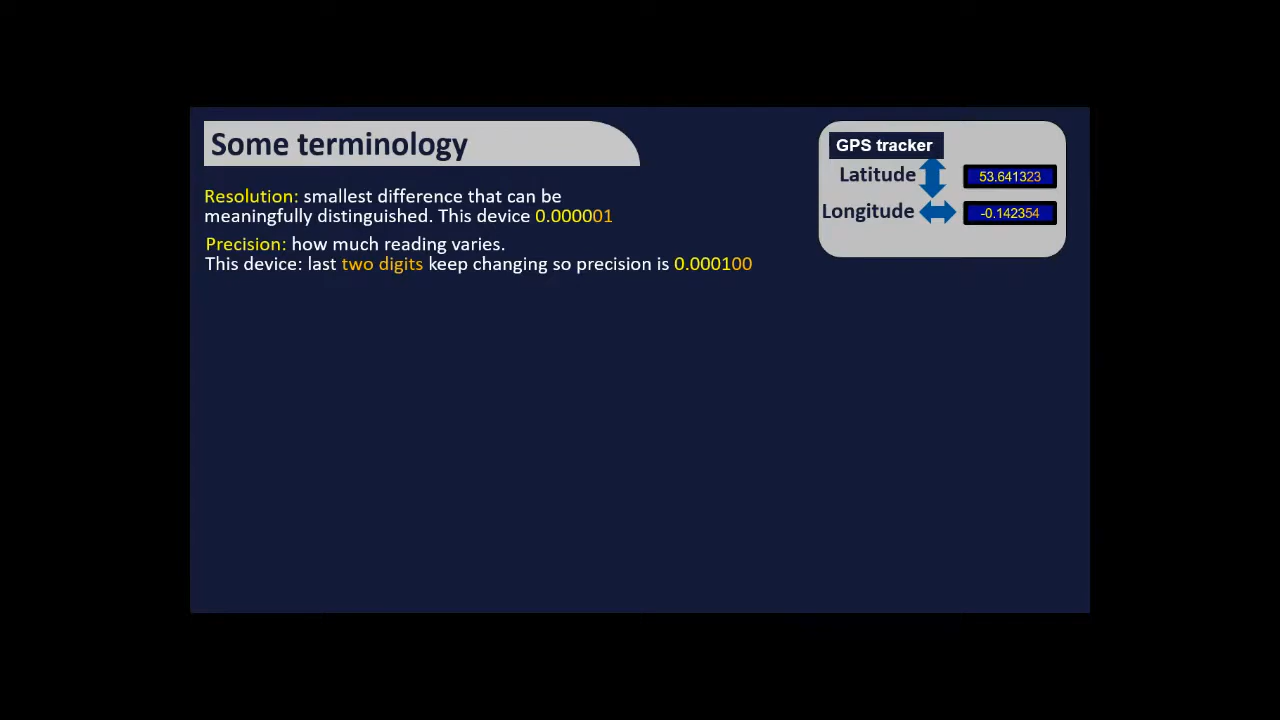 Some terminology
Resolution: smallest difference that can be
meaningfully distinguished. This device 0.000001
Precision: how much reading varies.
This device: last two digits keep changing so precision is 0.000100
GPS tracker
Latitude 53.641323
Longitude -0.142354